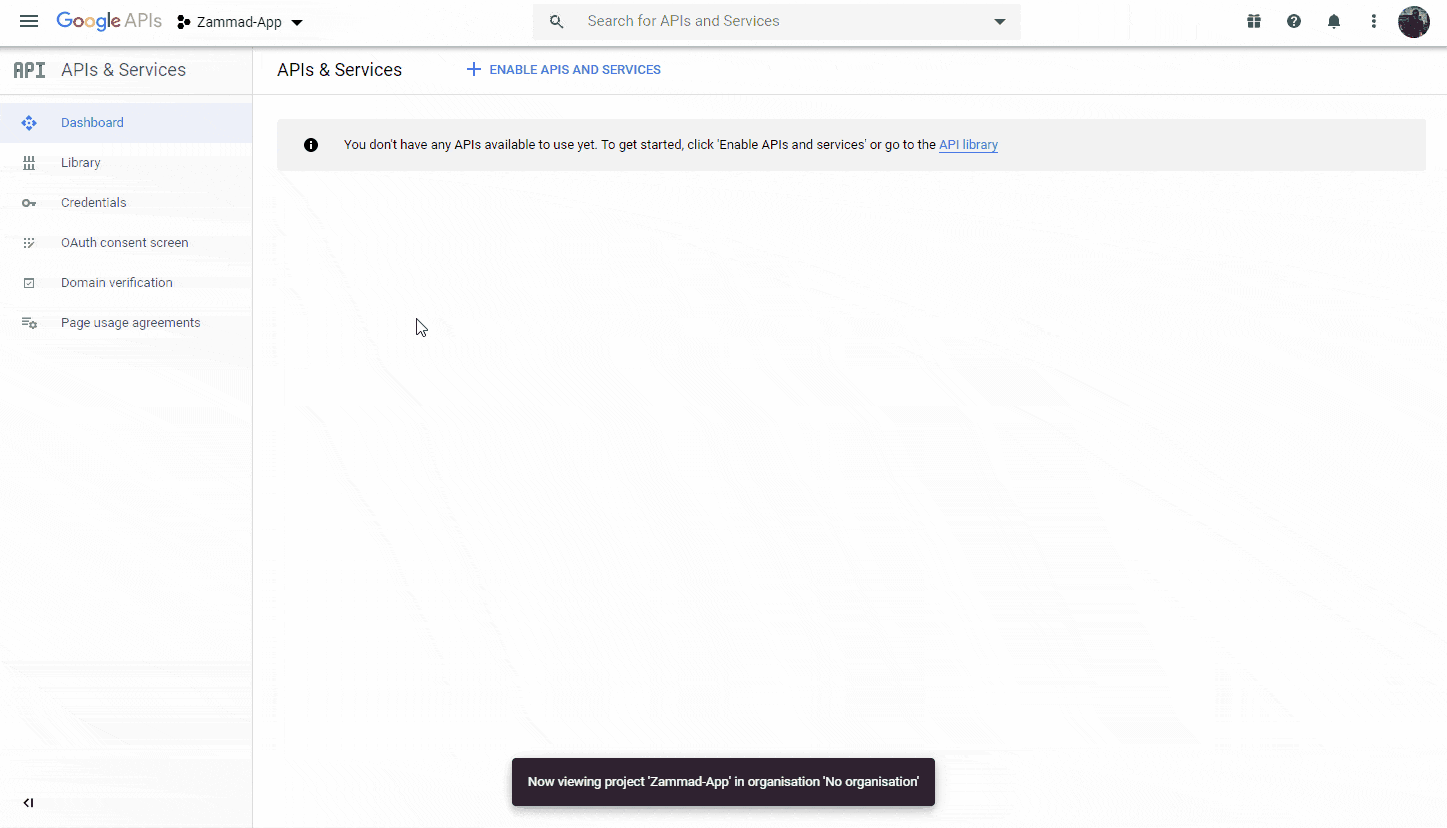 Google APIs
Zammad-App
Search for APIs and Services
API APIs & Services
APIs & Services
ENABLE APIS AND SERVICES
Dashboard
Library
Credentials
OAuth consent screen
Domain verification
Page usage agreements
You don't have any APIs available to use yet. To get started, click 'Enable APIs and services' or go to the API library
Now viewing project 'Zammad-App' in organisation 'No organisation'